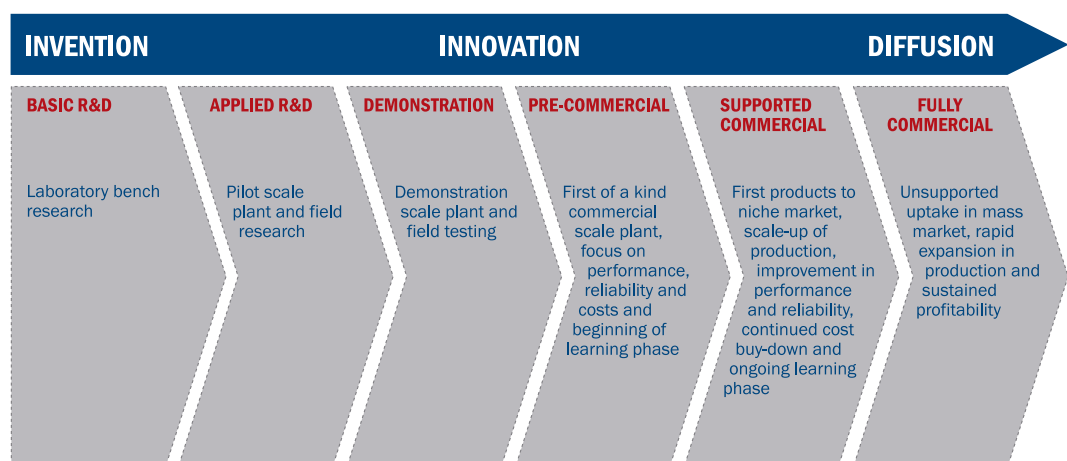 INVENTION
INNOVATION
DIFFUSION
BASIC R&D
Laboratory bench
research
APPLIED R&D
Pilot scale
plant and field
research
DEMONSTRATION
Demonstration
scale plant and
field testing
PRE-COMMERCIAL
First of a kind
commercial
scale plant,
focus on
performance,
reliability and
costs and
beginning of
learning phase
SUPPORTED
COMMERCIAL
First products to
niche market,
scale-up of
production,
improvement in
performance
and reliability,
continued cost
buy-down and
ongoing learning
phase
FULLY
COMMERCIAL
Unsupported
uptake in mass
market, rapid
expansion in
production and
sustained
profitability